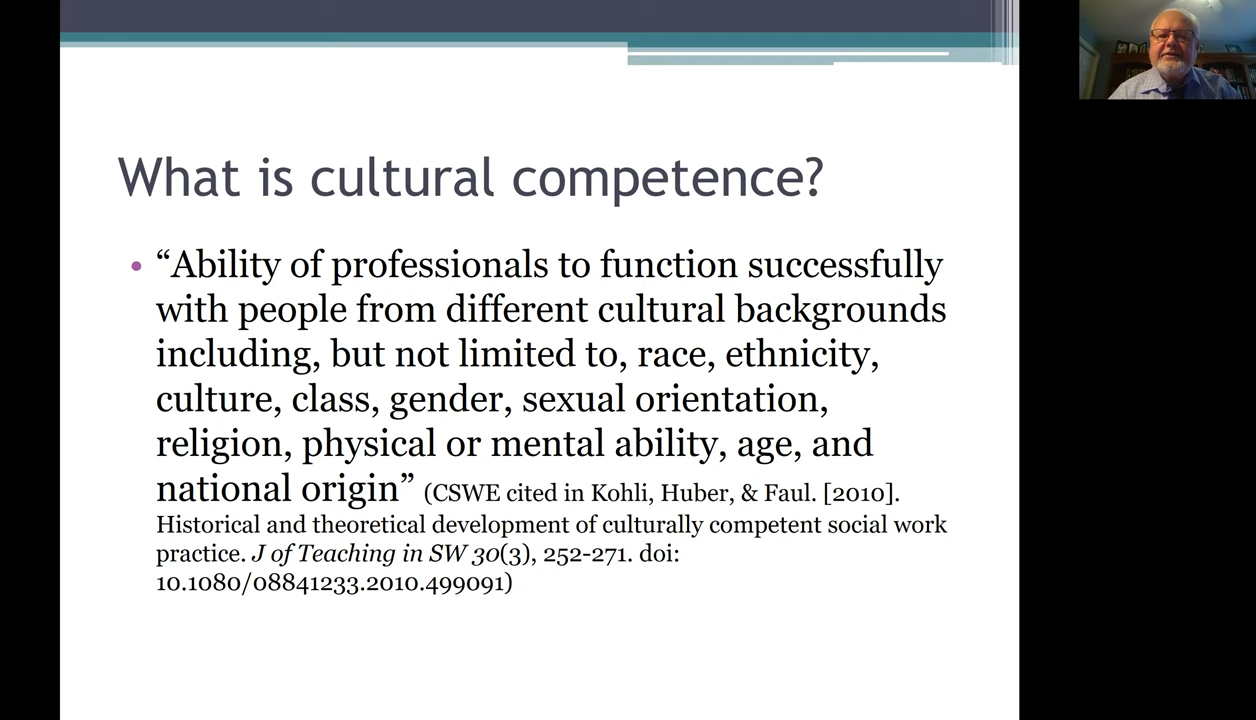 What is cultural competence?
• “Ability of professionals to function successfully
with people from different cultural backgrounds
including, but not limited to, race, ethnicity,
culture, class, gender, sexual orientation,
religion, physical or mental ability, age, and
national origin” (CSWE cited in Kohli, Huber, & Faul. [2010].
Historical and theoretical development of culturally competent social work
practice. J of Teaching in SW 30(3), 252-271. doi:
10.1080/08841233.2010.499091)